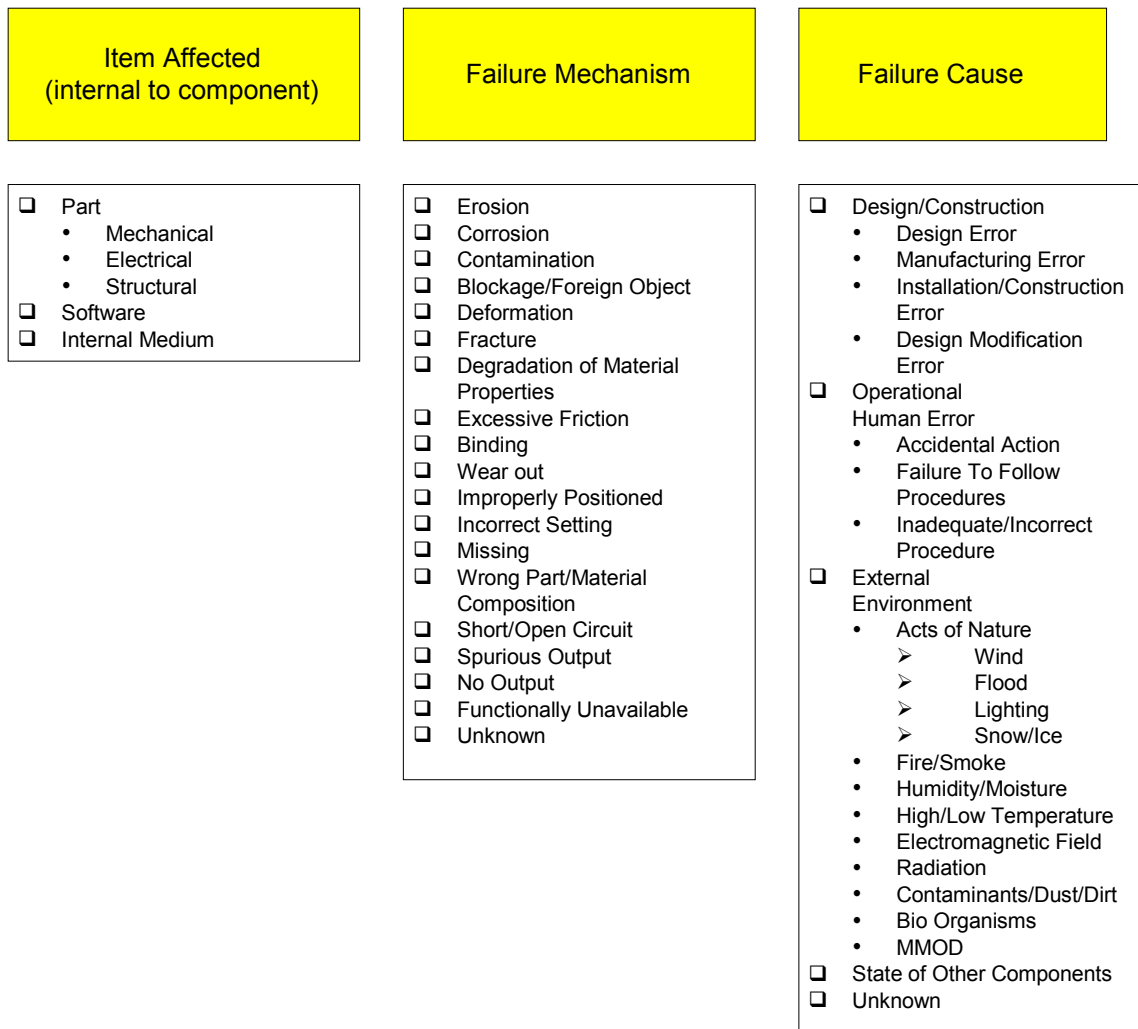 Item Affected
(internal to component)
Failure Mechanism
Failure Cause
❑ Part
• Mechanical
• Electrical
• Structural
❑ Software
❑ Internal Medium
❑ Erosion
❑ Corrosion
❑ Contamination
❑ Blockage/Foreign Object
❑ Deformation
❑ Fracture
❑ Degradation of Material
Properties
❑ Excessive Friction
❑ Binding
❑ Wear out
❑ Improperly Positioned
❑ Incorrect Setting
❑ Missing
❑ Wrong Part/Material
Composition
❑ Short/Open Circuit
❑ Spurious Output
❑ No Output
❑ Functionally Unavailable
❑ Unknown
❑ Design/Construction
• Design Error
• Manufacturing Error
• Installation/Construction
Error
• Design Modification
Error
❑ Operational
Human Error
• Accidental Action
• Failure To Follow
Procedures
• Inadequate/Incorrect
Procedure
❑ External
Environment
• Acts of Nature
➢ Wind
➢ Flood
➢ Lighting
➢ Snow/Ice
• Fire/Smoke
• Humidity/Moisture
• High/Low Temperature
• Electromagnetic Field
• Radiation
• Contaminants/Dust/Dirt
• Bio Organisms
• MMOD
❑ State of Other Components
❑ Unknown